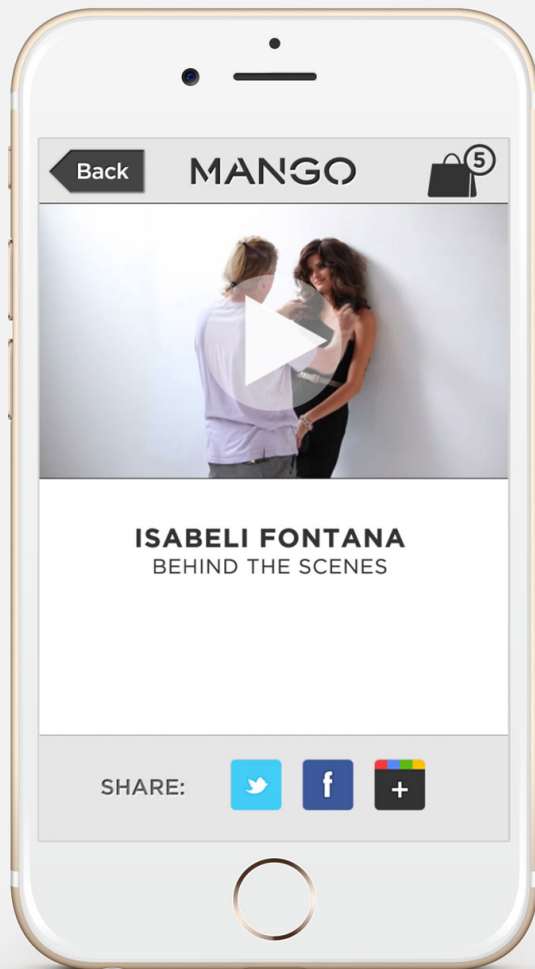 Back
MANGO
5
ISABELI FONTANA
BEHIND THE SCENES
SHARE:
f
+